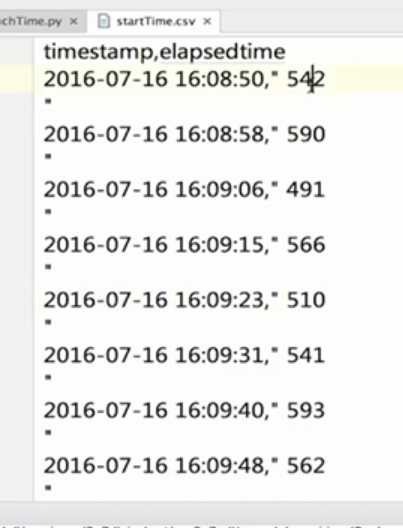 chTime.py × startTime.csv ×
timestamp,elapsedtime
2016-07-16 16:08:50," 542
"
2016-07-16 16:08:58," 590
"
2016-07-16 16:09:06," 491
"
2016-07-16 16:09:15," 566
"
2016-07-16 16:09:23," 510
"
2016-07-16 16:09:31," 541
"
2016-07-16 16:09:40," 593
"
2016-07-16 16:09:48," 562
"